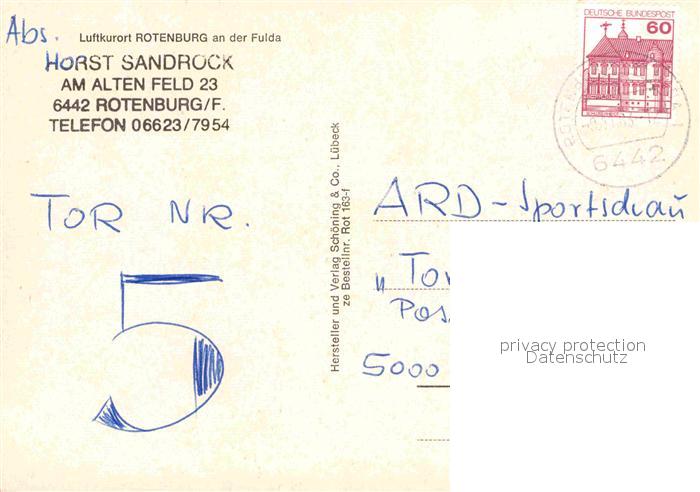 Abs.
Luftkurort ROTENBURG an der Fulda
HORST SANDROCK
AM ALTEN FELD 23
6442 ROTENBURG/F.
TELEFON 06623/7954
TOR NR.
5
Hersteller und Verlag Schöning & Co., Lübeck
ze Bestellnr. Rot 163-f
DEUTSCHE BUNDESPOST
60
6442
ARD-Sportschau
" Tor
Pos
5000
privacy protection
Datenschutz